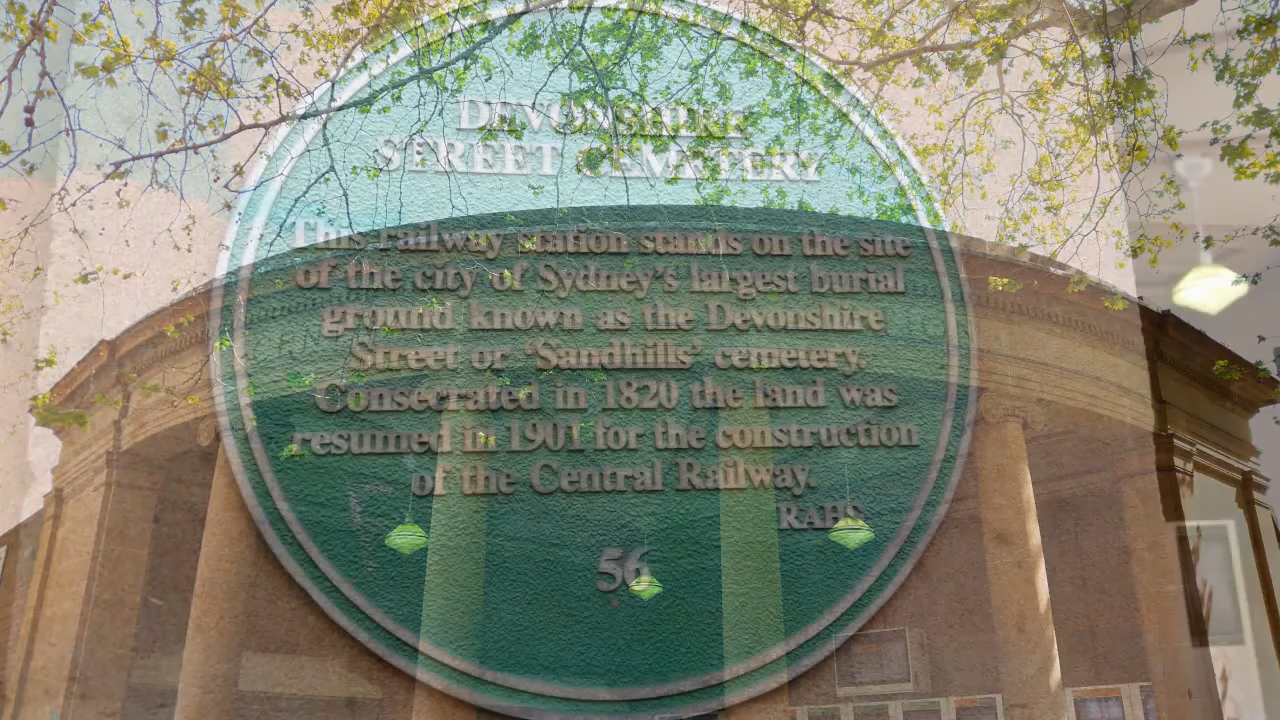 DEVONSHIRE
STREET CEMETERY
This railway station stands on the site
of the city of Sydney's largest burial
ground known as the Devonshire
Street or 'Sandhills' cemetery.
Consecrated in 1820 the land was
resumed in 1901 for the construction
of the Central Railway.
RAHS
56